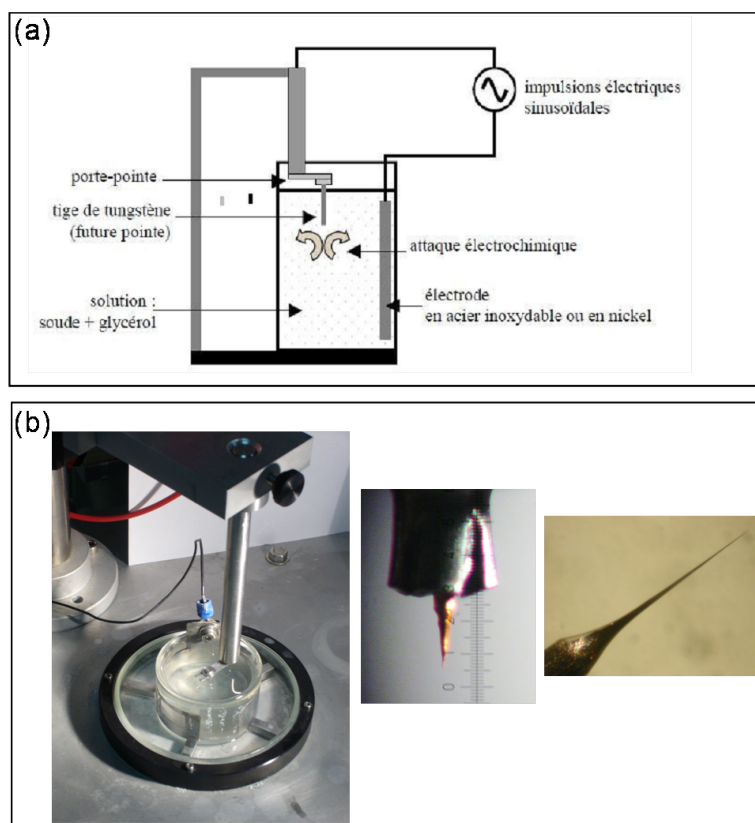 (a)
impulsions électriques
sinusoïdales
porte-pointe
tige de tungstène
(future pointe)
attaque électrochimique
solution :
soude + glycérol
électrode
en acier inoxydable ou en nickel
(b)
0